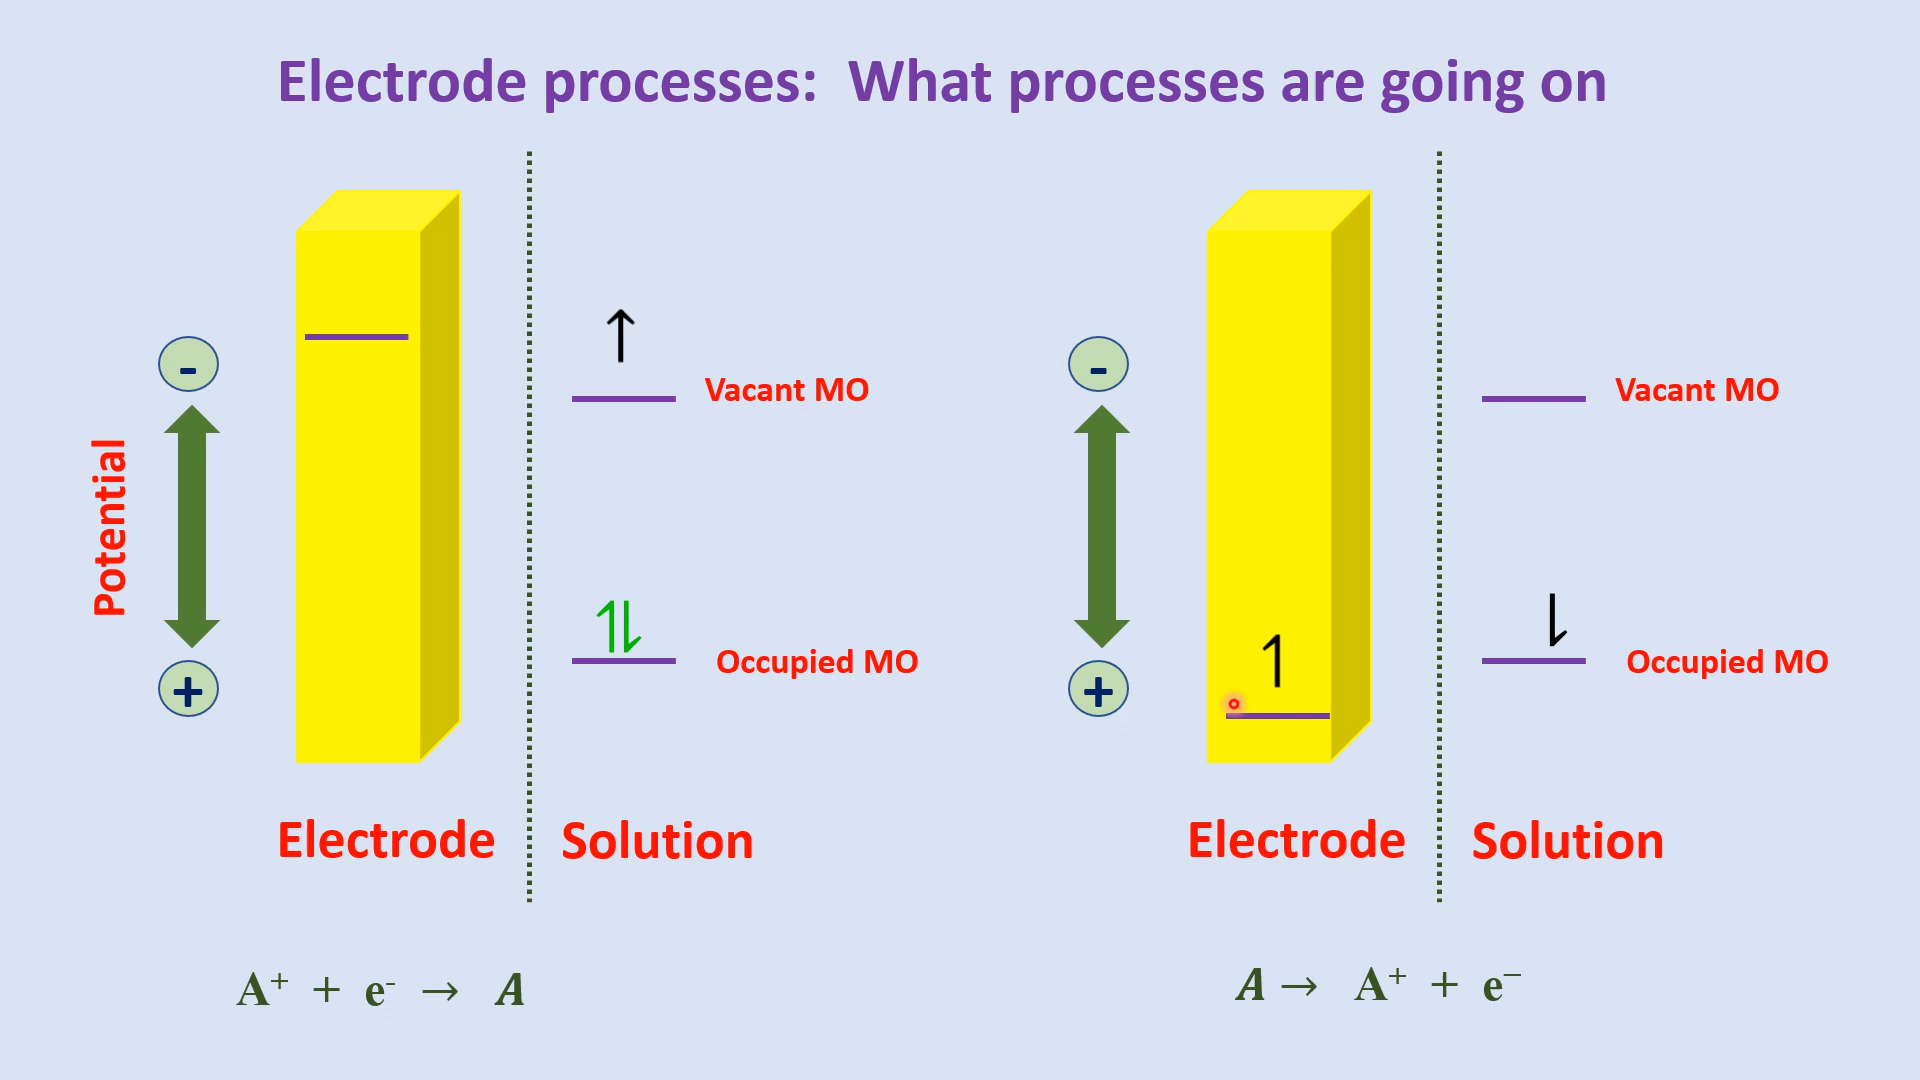 Electrode processes: What processes are going on
Potential
-
+
Vacant MO
Occupied MO
Electrode
Solution
A⁺ + e⁻ → A
-
+
Vacant MO
Occupied MO
Electrode
Solution
A → A⁺ + e⁻